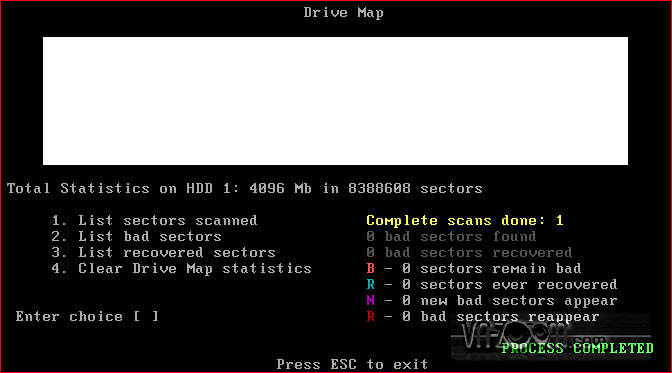 Drive Map
Total Statistics on HDD 1: 4096 Mb in 8388608 sectors
1. List sectors scanned
2. List bad sectors
3. List recovered sectors
4. Clear Drive Map statistics
Enter choice [ ]
Complete scans done: 1
0 bad sectors found
0 bad sectors recovered
B - 0 sectors remain bad
R - 0 sectors ever recovered
N - 0 new bad sectors appear
R - 0 bad sectors reappear
VNZOOM.com
PROCESS COMPLETED
Press ESC to exit